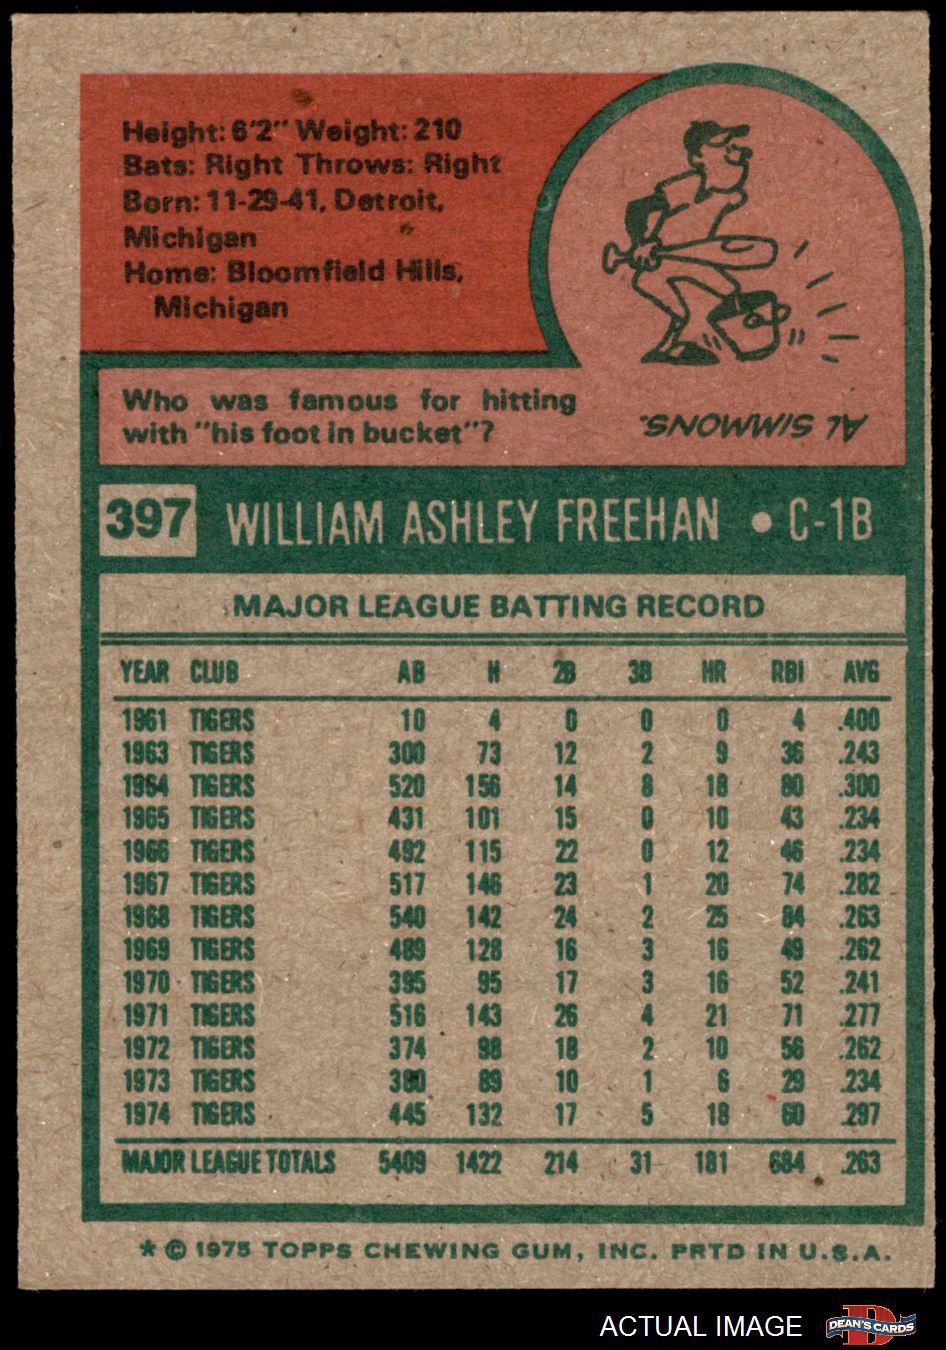 Height: 6'2" Weight: 210
Bats: Right Throws: Right
Born: 11-29-41, Detroit,
Michigan
Home: Bloomfield Hills,
Michigan
Who was famous for hitting
with "his foot in bucket"?
AL SIMMONS.
397 WILLIAM ASHLEY FREEHAN • C-1B
MAJOR LEAGUE BATTING RECORD
YEAR CLUB AB H 2B 3B HR RBI AVG
1961 TIGERS 10 4 0 0 0 4 .400
1963 TIGERS 300 73 12 2 9 36 .243
1964 TIGERS 520 156 14 8 18 80 .300
1965 TIGERS 431 101 15 0 10 43 .234
1966 TIGERS 492 115 22 0 12 46 .234
1967 TIGERS 517 146 23 1 20 74 .282
1968 TIGERS 540 142 24 2 25 84 .263
1969 TIGERS 489 128 16 3 16 49 .262
1970 TIGERS 395 95 17 3 16 52 .241
1971 TIGERS 516 143 26 4 21 71 .277
1972 TIGERS 374 98 18 2 10 56 .262
1973 TIGERS 380 89 10 1 6 29 .234
1974 TIGERS 445 132 17 5 18 60 .297
MAJOR LEAGUE TOTALS 5409 1422 214 31 181 684 .263
* © 1975 TOPPS CHEWING GUM, INC. PRTD IN U.S.A.
ACTUAL IMAGE
DEAN'S CARDS